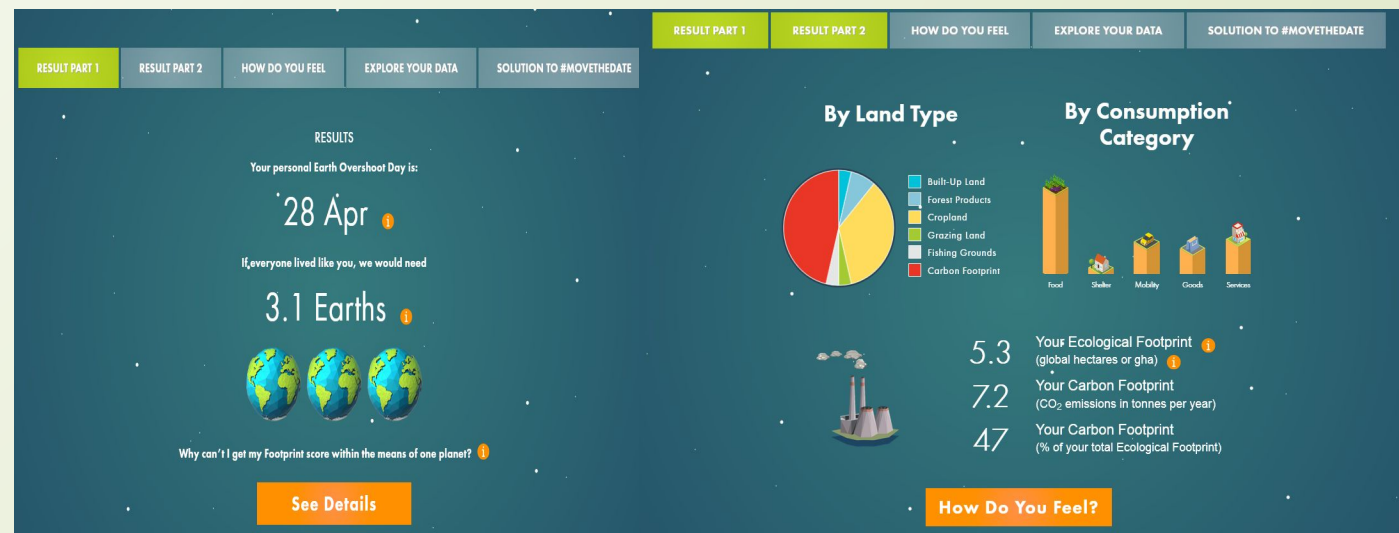 RESULT PART 1
RESULT PART 2
HOW DO YOU FEEL
EXPLORE YOUR DATA
SOLUTION TO #MOVETHEDATE
RESULTS
Your personal Earth Overshoot Day is:
28 Apr i
If everyone lived like you, we would need
3.1 Earths i
Why can't I get my Footprint score within the means of one planet? i
See Details
RESULT PART 1
RESULT PART 2
HOW DO YOU FEEL
EXPLORE YOUR DATA
SOLUTION TO #MOVETHEDATE
By Land Type
Built-Up Land
Forest Products
Cropland
Grazing Land
Fishing Grounds
Carbon Footprint
By Consumption
Category
Food
Shelter
Mobility
Goods
Services
5.3
Your Ecological Footprint i
(global hectares or gha) i
7.2
Your Carbon Footprint
(CO₂ emissions in tonnes per year)
47
Your Carbon Footprint
(% of your total Ecological Footprint)
How Do You Feel?